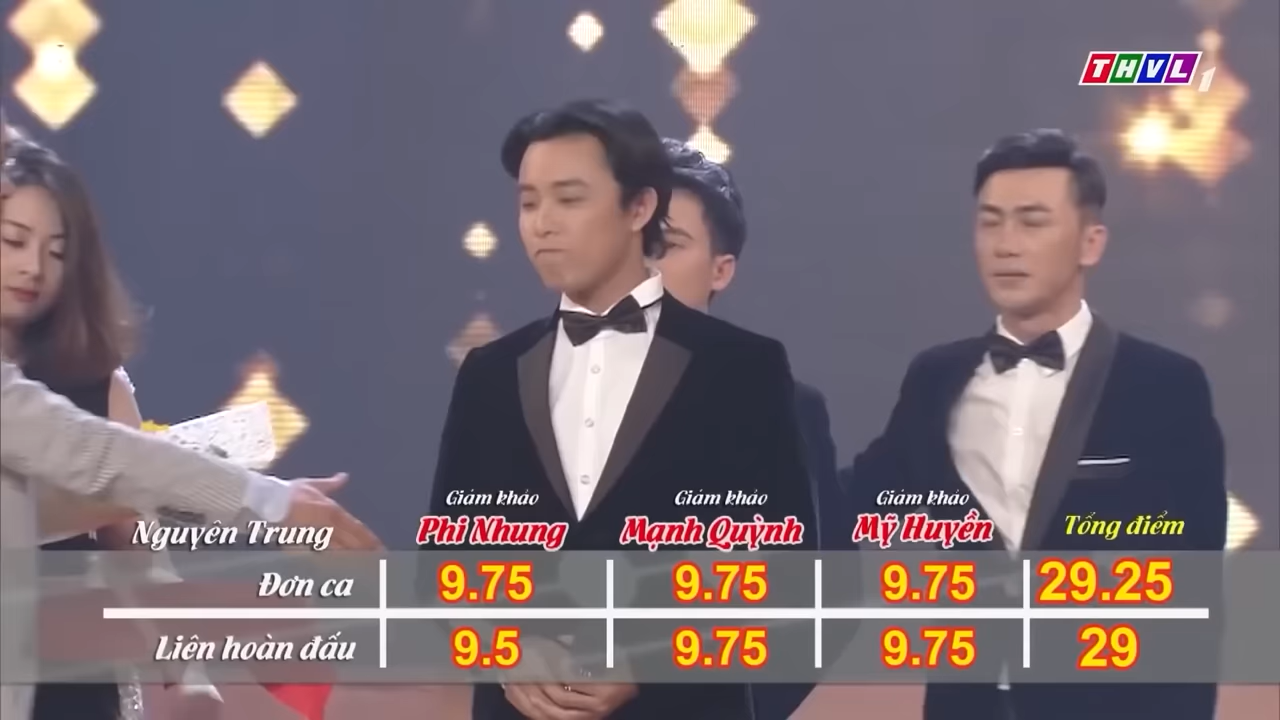 THVL1
Giám khảo Giám khảo Giám khảo
Nguyên Trung Phi Nhung Mạnh Quỳnh Mỹ Huyền Tổng điểm
Đơn ca 9.75 9.75 9.75 29.25
Liên hoàn đấu 9.5 9.75 9.75 29